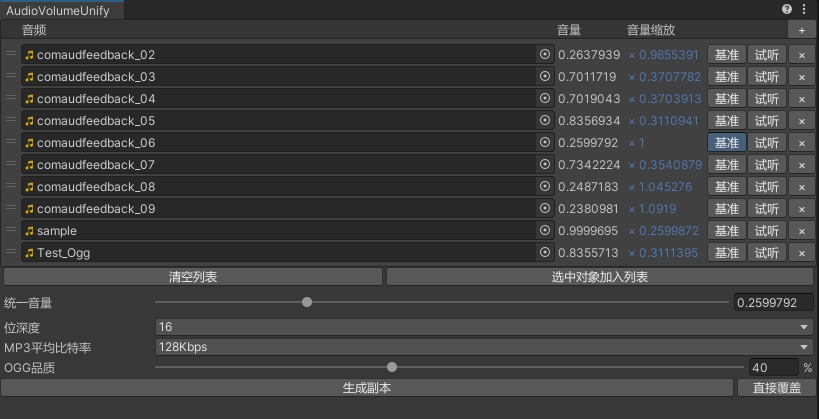 AudioVolumeUnify
音频 音量 音量缩放 +
comaudfeedback_02 0.2637939 × 0.9855391 基准 试听 ×
comaudfeedback_03 0.7011719 × 0.3707782 基准 试听 ×
comaudfeedback_04 0.7019043 × 0.3703913 基准 试听 ×
comaudfeedback_05 0.8356934 × 0.3110941 基准 试听 ×
comaudfeedback_06 0.2599792 × 1 基准 试听 ×
comaudfeedback_07 0.7342224 × 0.3540879 基准 试听 ×
comaudfeedback_08 0.2487183 × 1.045276 基准 试听 ×
comaudfeedback_09 0.2380981 × 1.0919 基准 试听 ×
sample 0.9999695 × 0.2599872 基准 试听 ×
Test_Ogg 0.8355713 × 0.3111395 基准 试听 ×
清空列表 选中对象加入列表
统一音量 0.2599792
位深度 16
MP3平均比特率 128Kbps
OGG品质 40 %
生成副本 直接覆盖